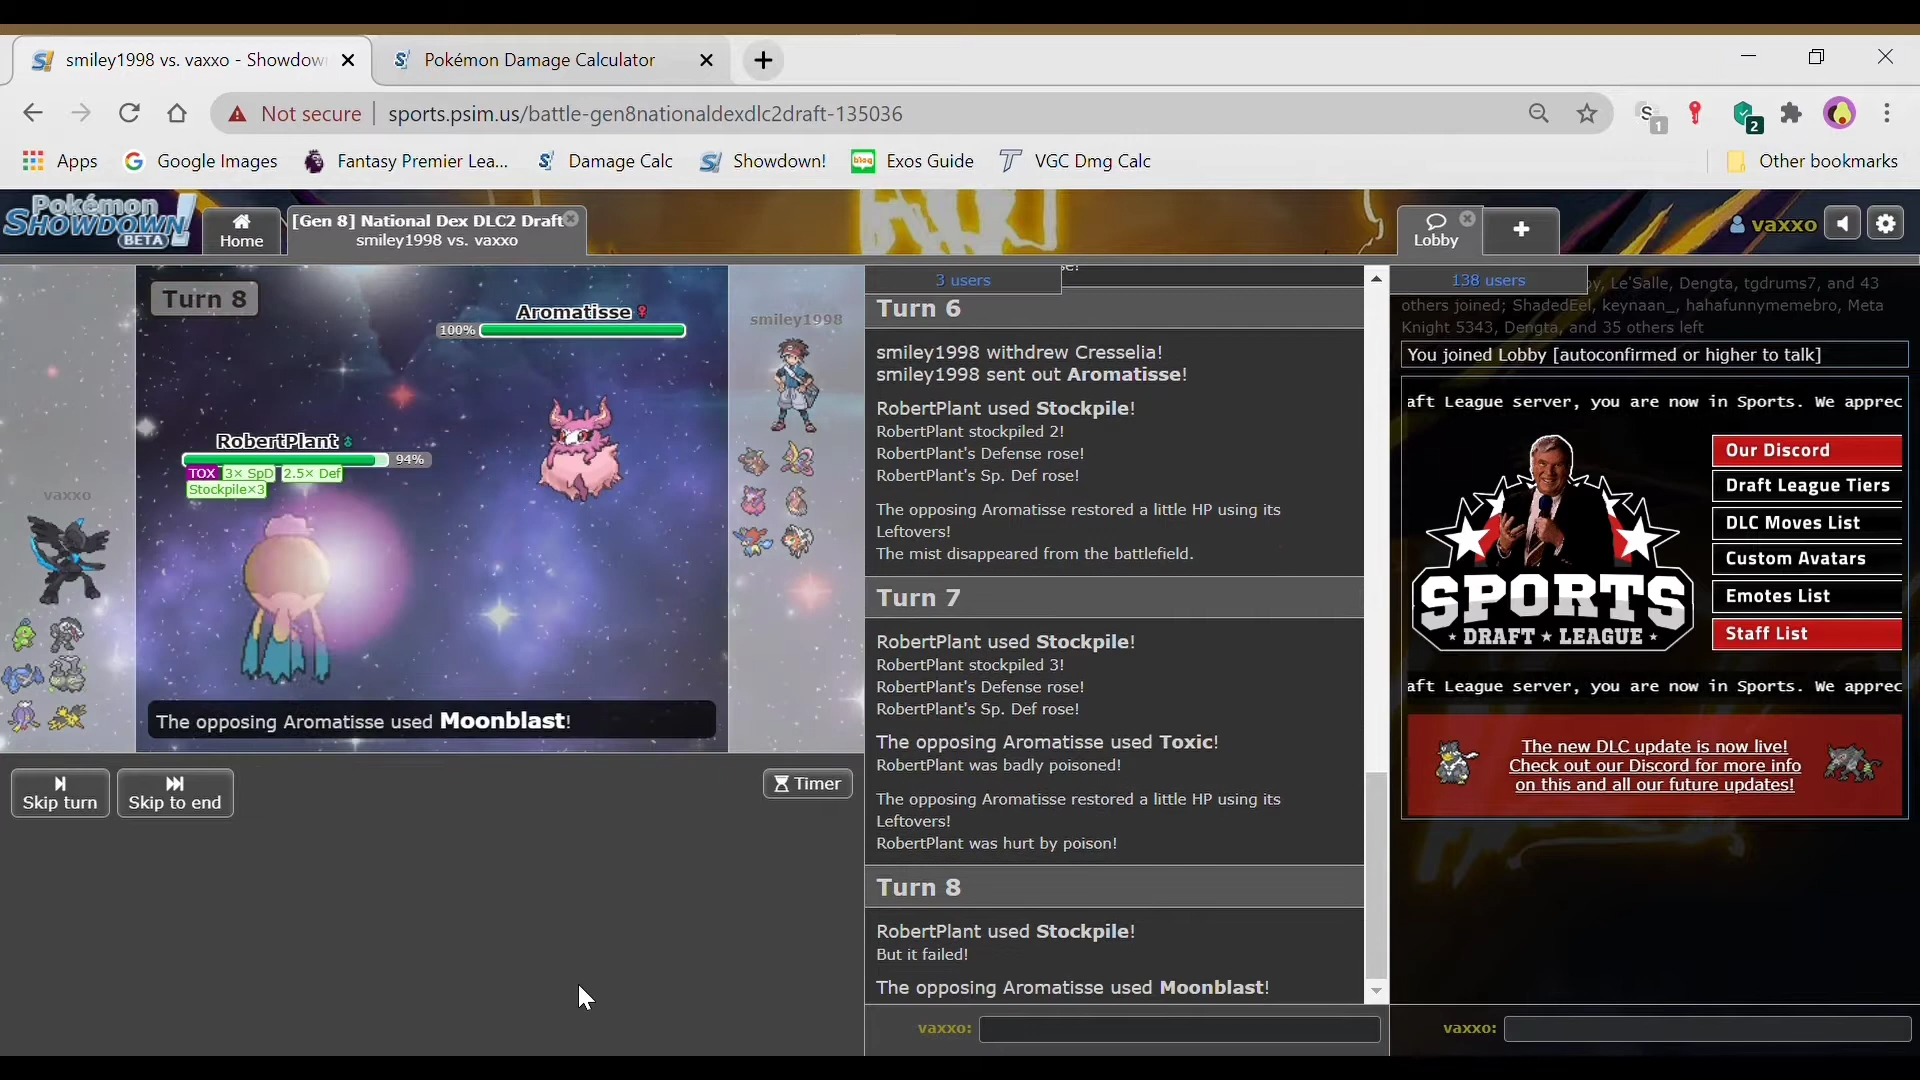 smiley1998 vs. vaxxo - Showdow
Pokémon Damage Calculator
Not secure
sports.psim.us/battle-gen8nationaldexdlc2draft-135036
1
2
Apps
Google Images
Fantasy Premier Lea...
Damage Calc
Showdown!
Exos Guide
VGC Dmg Calc
Other bookmarks
Pokémon
SHOWDOWN!
BETA
Home
[Gen 8] National Dex DLC2 Draft
smiley1998 vs. vaxxo
Lobby
vaxxo
Turn 8
Aromatisse ♀
100%
RobertPlant ♂
94%
TOX 3× SpD 2.5× Def
Stockpile×3
vaxxo
smiley1998
The opposing Aromatisse used Moonblast!
Skip turn
Skip to end
Timer
3 users
se!
Turn 6
smiley1998 withdrew Cresselia!
smiley1998 sent out Aromatisse!
RobertPlant used Stockpile!
RobertPlant stockpiled 2!
RobertPlant's Defense rose!
RobertPlant's Sp. Def rose!
The opposing Aromatisse restored a little HP using its
Leftovers!
The mist disappeared from the battlefield.
Turn 7
RobertPlant used Stockpile!
RobertPlant stockpiled 3!
RobertPlant's Defense rose!
RobertPlant's Sp. Def rose!
The opposing Aromatisse used Toxic!
RobertPlant was badly poisoned!
The opposing Aromatisse restored a little HP using its
Leftovers!
RobertPlant was hurt by poison!
Turn 8
RobertPlant used Stockpile!
But it failed!
The opposing Aromatisse used Moonblast!
vaxxo:
138 users
oy, Le'Salle, Dengta, tgdrums7, and 43
others joined; ShadedEel, keynaan_, hahafunnymemebro, Meta
Knight 5343, Dengta, and 35 others left
You joined Lobby [autoconfirmed or higher to talk]
aft League server, you are now in Sports. We apprec
SPORTS
DRAFT ★ LEAGUE
Our Discord
Draft League Tiers
DLC Moves List
Custom Avatars
Emotes List
Staff List
aft League server, you are now in Sports. We apprec
The new DLC update is now live!
Check out our Discord for more info
on this and all our future updates!
vaxxo: